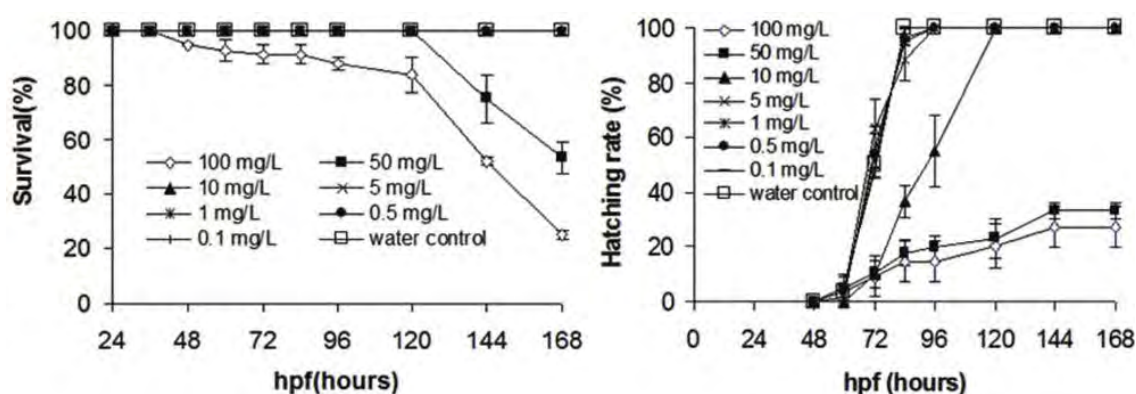 Survival(%)
100
80
60
40
20
0
100 mg/L 50 mg/L
10 mg/L 5 mg/L
1 mg/L 0.5 mg/L
0.1 mg/L water control
24 48 72 96 120 144 168
hpf(hours)
Hatching rate (%)
100
80
60
40
20
0
100 mg/L
50 mg/L
10 mg/L
5 mg/L
1 mg/L
0.5 mg/L
0.1 mg/L
water control
0 24 48 72 96 120 144 168
hpf (hours)